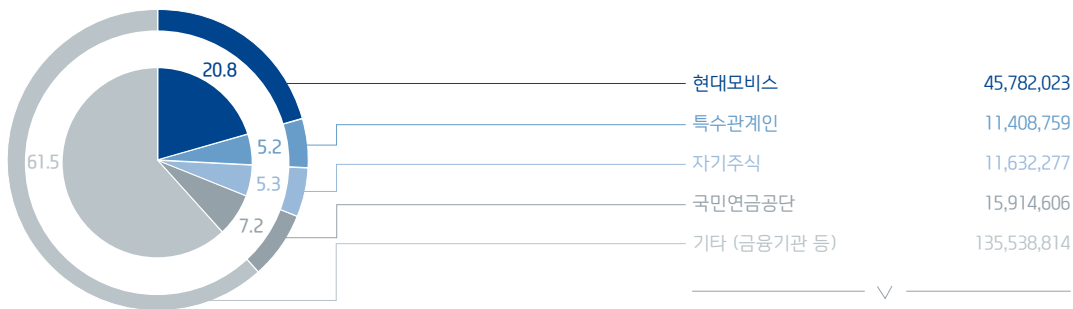 20.8
현대모비스 45,782,023
특수관계인 11,408,759
5.2
61.5
자기주식 11,632,277
5.3
국민연금공단 15,914,606
7.2
기타 (금융기관 등) 135,538,814